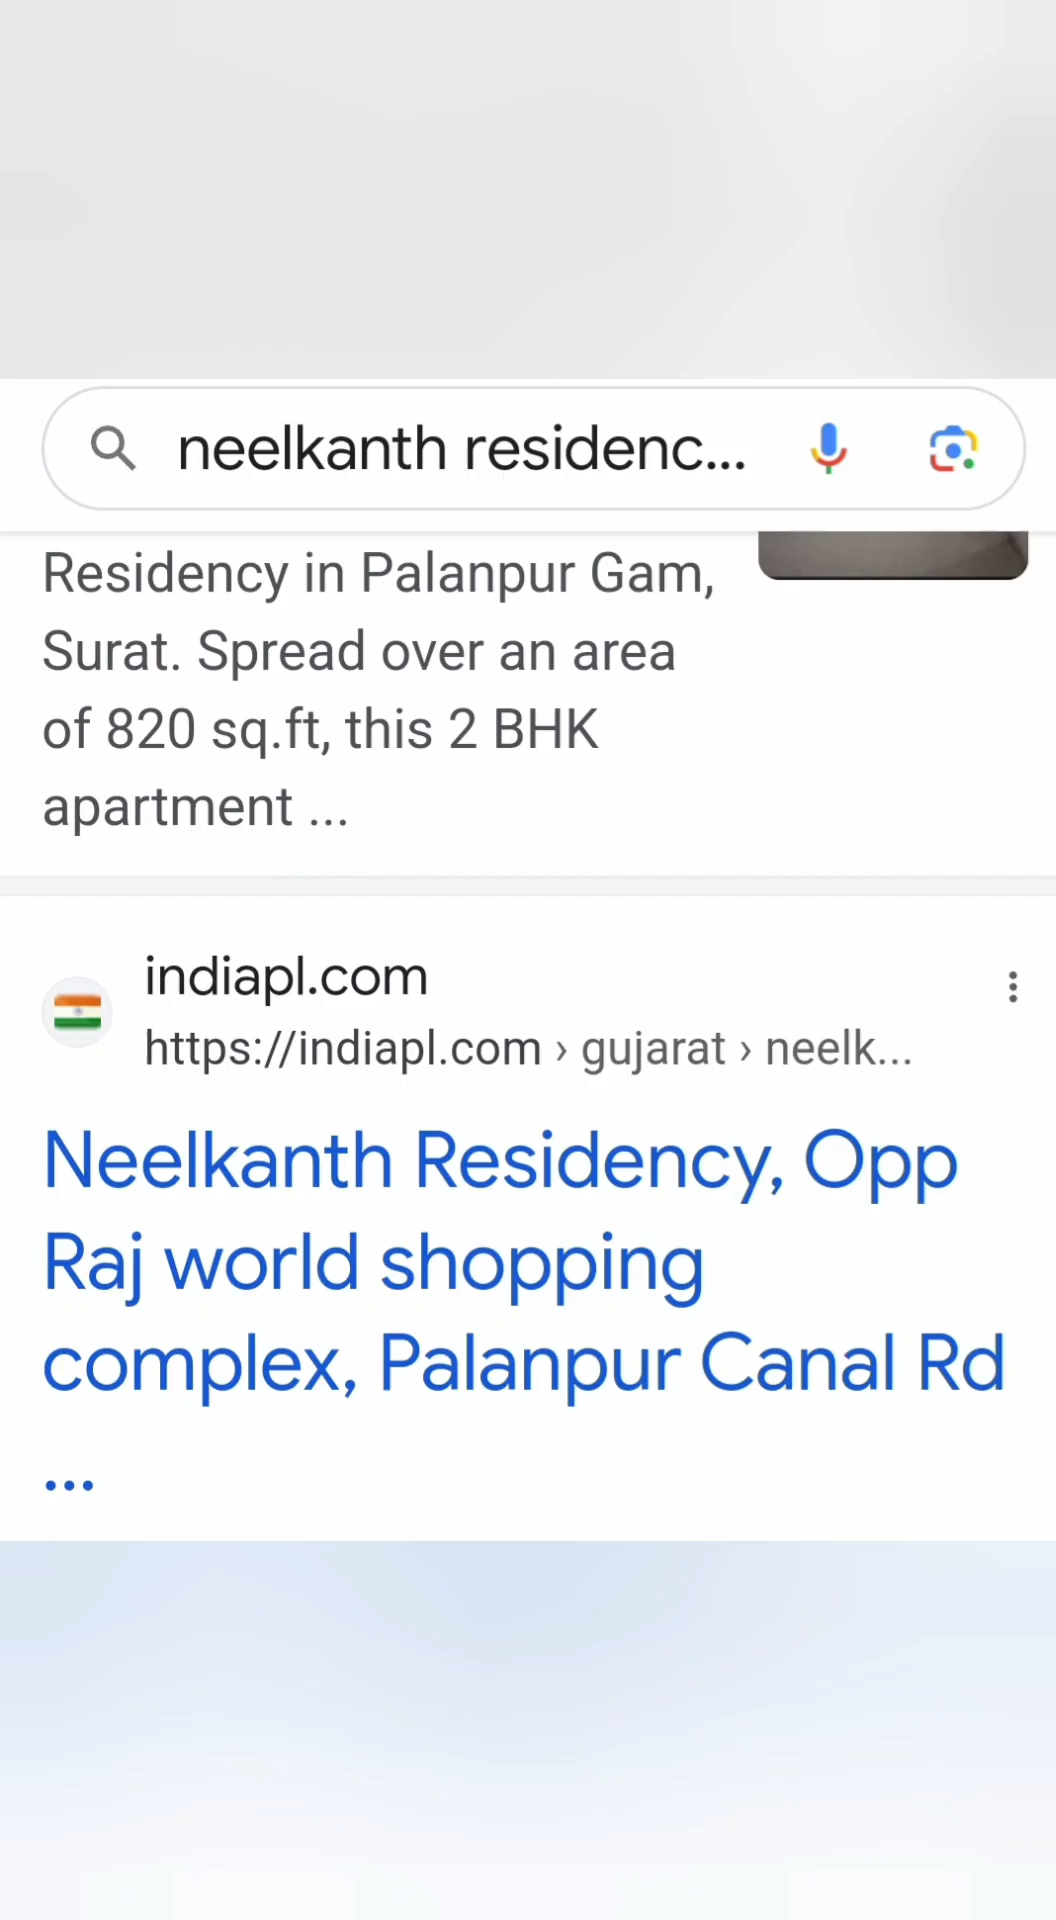 neelkanth residenc...
Residency in Palanpur Gam,
Surat. Spread over an area
of 820 sq.ft, this 2 BHK
apartment ...
indiapl.com
https://indiapl.com › gujarat › neelk...
Neelkanth Residency, Opp
Raj world shopping
complex, Palanpur Canal Rd
...